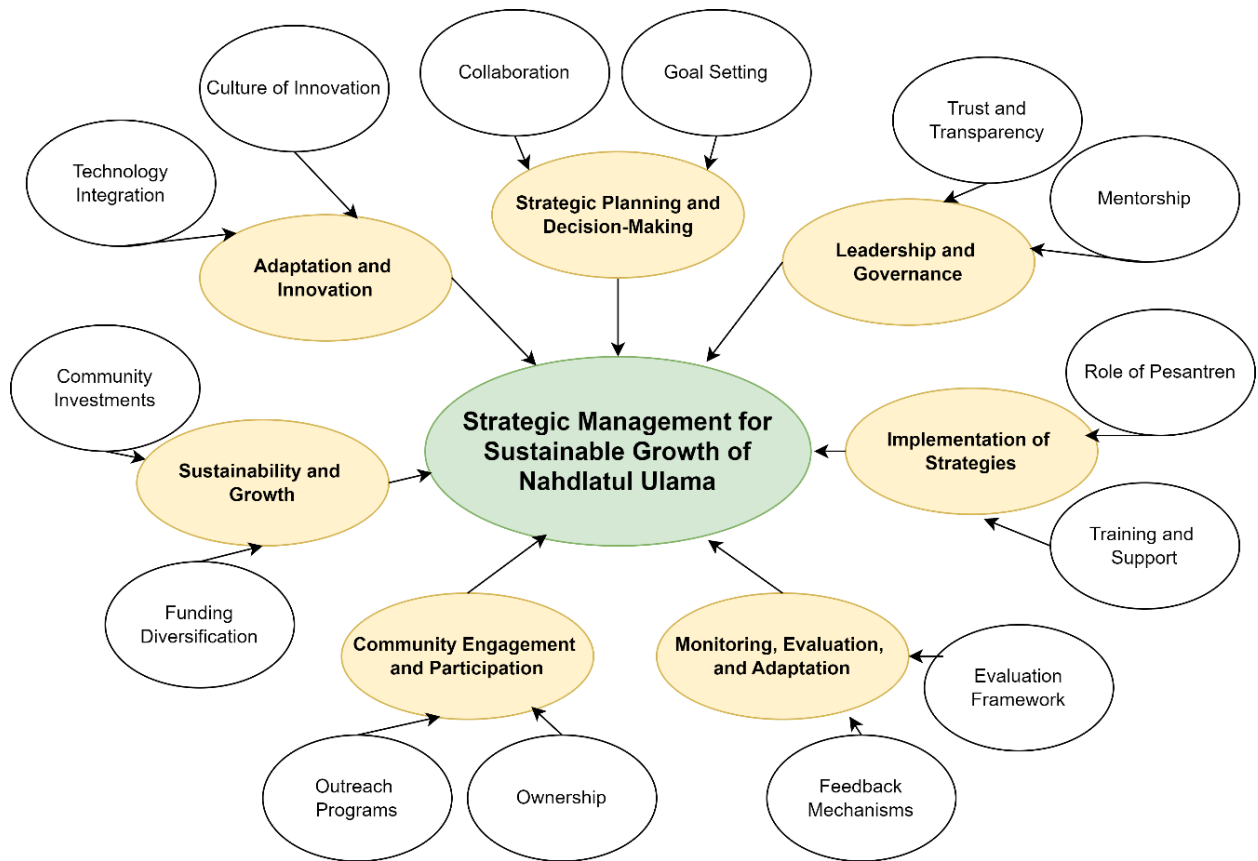 Culture of Innovation
Collaboration
Goal Setting
Trust and
Transparency
Technology
Integration
Mentorship
Strategic Planning and
Decision-Making
Adaptation and
Innovation
Leadership and
Governance
Community
Investments
Role of Pesantren
Strategic Management for
Sustainable Growth of
Nahdlatul Ulama
Sustainability and
Growth
Implementation of
Strategies
Training and
Support
Funding
Diversification
Community Engagement
and Participation
Monitoring, Evaluation,
and Adaptation
Evaluation
Framework
Outreach
Programs
Ownership
Feedback
Mechanisms